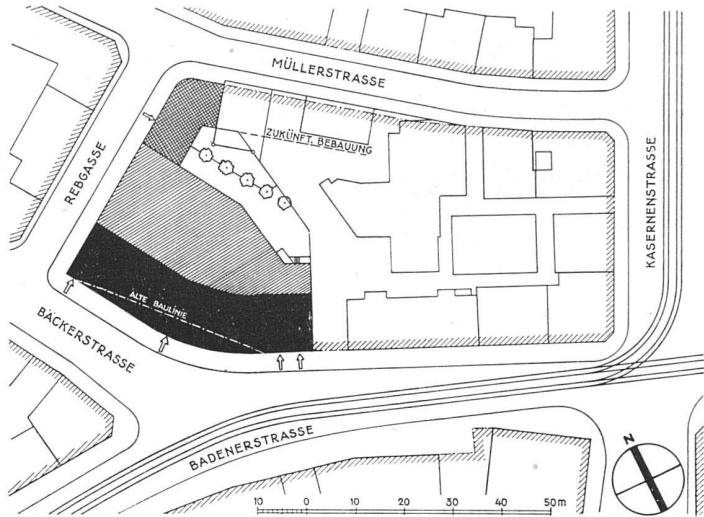 MÜLLERSTRASSE
ZUKÜNFT. BEBAUUNG
REBGASSE
KASERNENSTRASSE
ALTE BAULINIE
BÄCKERSTRASSE
BADENERSTRASSE
N
10 0 10 20 30 40 50m